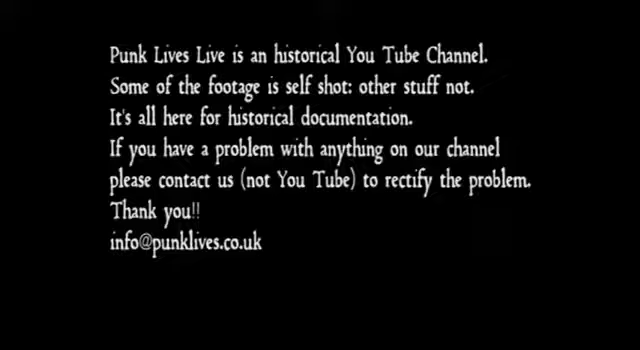 Punk Lives Live is an historical You Tube Channel.
Some of the footage is self shot: other stuff not.
It's all here for historical documentation.
If you have a problem with anything on our channel
please contact us (not You Tube) to rectify the problem.
Thank you!!
info@punklives.co.uk